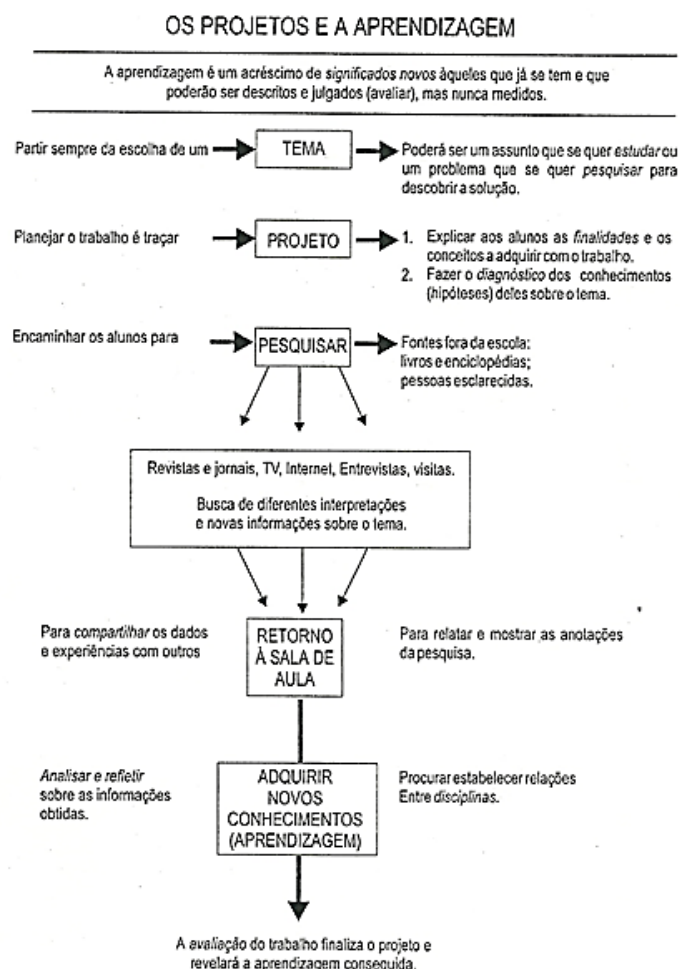 OS PROJETOS E A APRENDIZAGEM
A aprendizagem é um acréscimo de significados novos àqueles que já se tem e que
poderão ser descritos e julgados (avaliar), mas nunca medidos.
Partir sempre da escolha de um
TEMA
Poderá ser um assunto que se quer estudar ou
um problema que se quer pesquisar para
descobrir a solução.
Planejar o trabalho é traçar
PROJETO
1. Explicar aos alunos as finalidades e os
conceitos a adquirir com o trabalho.
2. Fazer o diagnóstico dos conhecimentos
(hipóteses) deles sobre o tema.
Encaminhar os alunos para
PESQUISAR
Fontes fora da escola:
livros e enciclopédias;
pessoas esclarecidas.
Revistas e jornais, TV, Internet, Entrevistas, visitas.
Busca de diferentes interpretações
e novas informações sobre o tema.
Para compartilhar os dados
e experiências com outros
RETORNO
À SALA DE
AULA
Para relatar e mostrar as anotações
da pesquisa.
Analisar e refletir
sobre as informações
obtidas.
ADQUIRIR
NOVOS
CONHECIMENTOS
(APRENDIZAGEM)
Procurar estabelecer relações
Entre disciplinas.
A avaliação do trabalho finaliza o projeto e
revelará a aprendizagem conseguida.